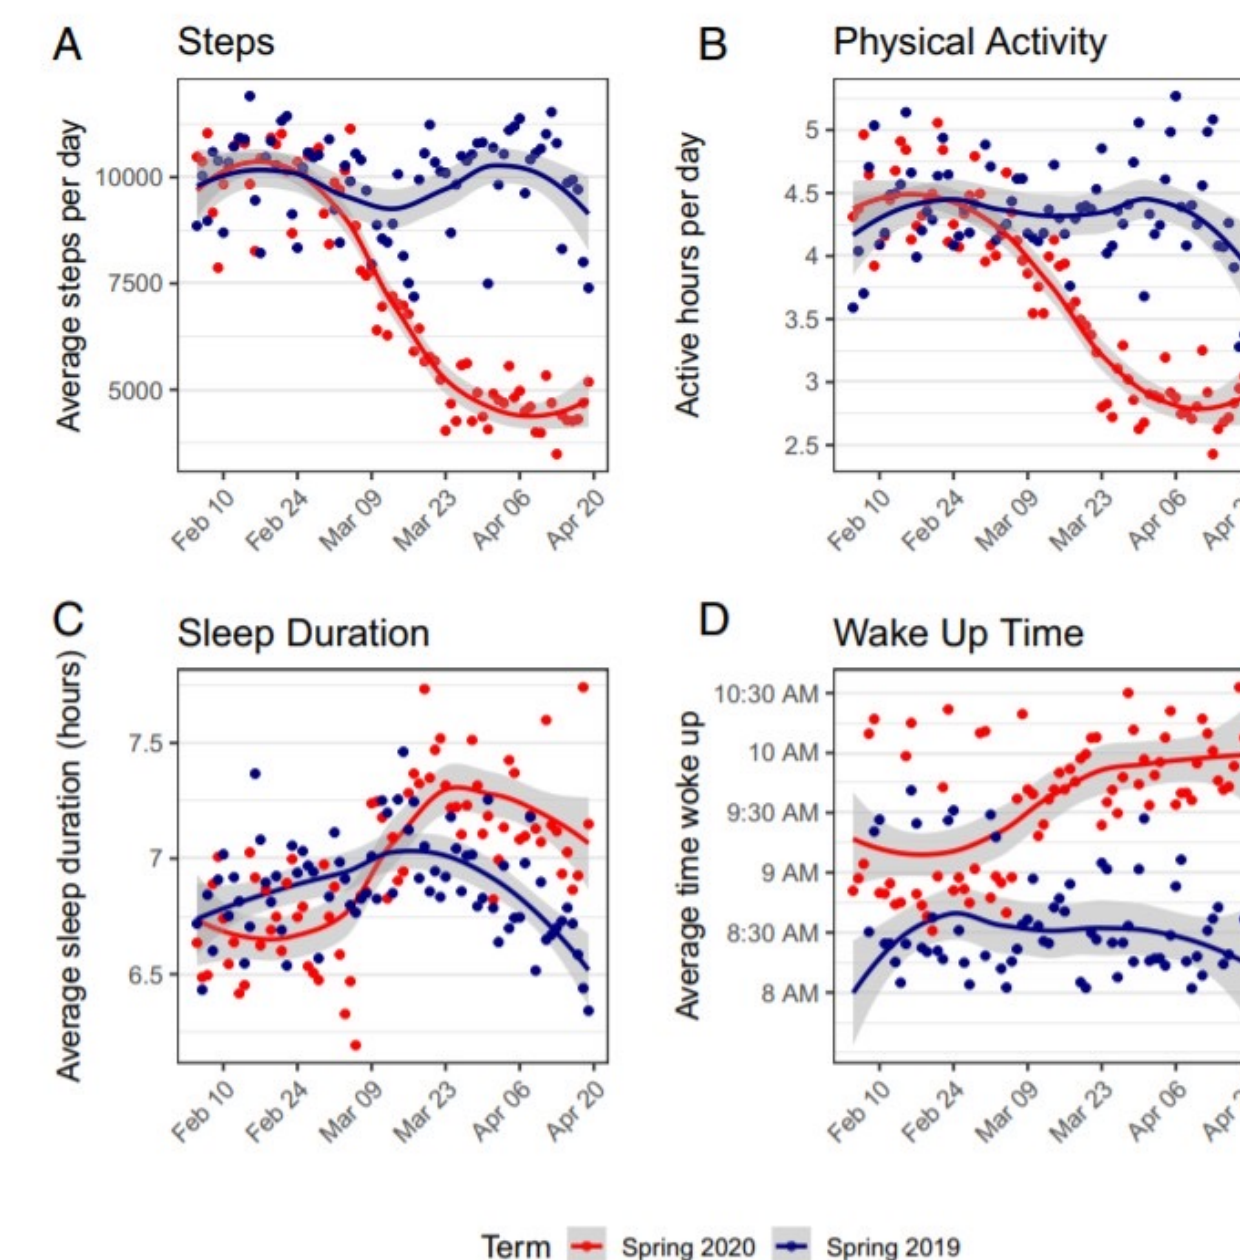 A Steps
Average steps per day
10000
7500
5000
Feb 10 Feb 24 Mar 09 Mar 23 Apr 06 Apr 20
B Physical Activity
Active hours per day
5
4.5
4
3.5
3
2.5
Feb 10 Feb 24 Mar 09 Mar 23 Apr 06 Apr
C Sleep Duration
Average sleep duration (hours)
7.5
7
6.5
Feb 10 Feb 24 Mar 09 Mar 23 Apr 06 Apr 20
D Wake Up Time
Average time woke up
10:30 AM
10 AM
9:30 AM
9 AM
8:30 AM
8 AM
Feb 10 Feb 24 Mar 09 Mar 23 Apr 06 Apr
Term Spring 2020 Spring 2019